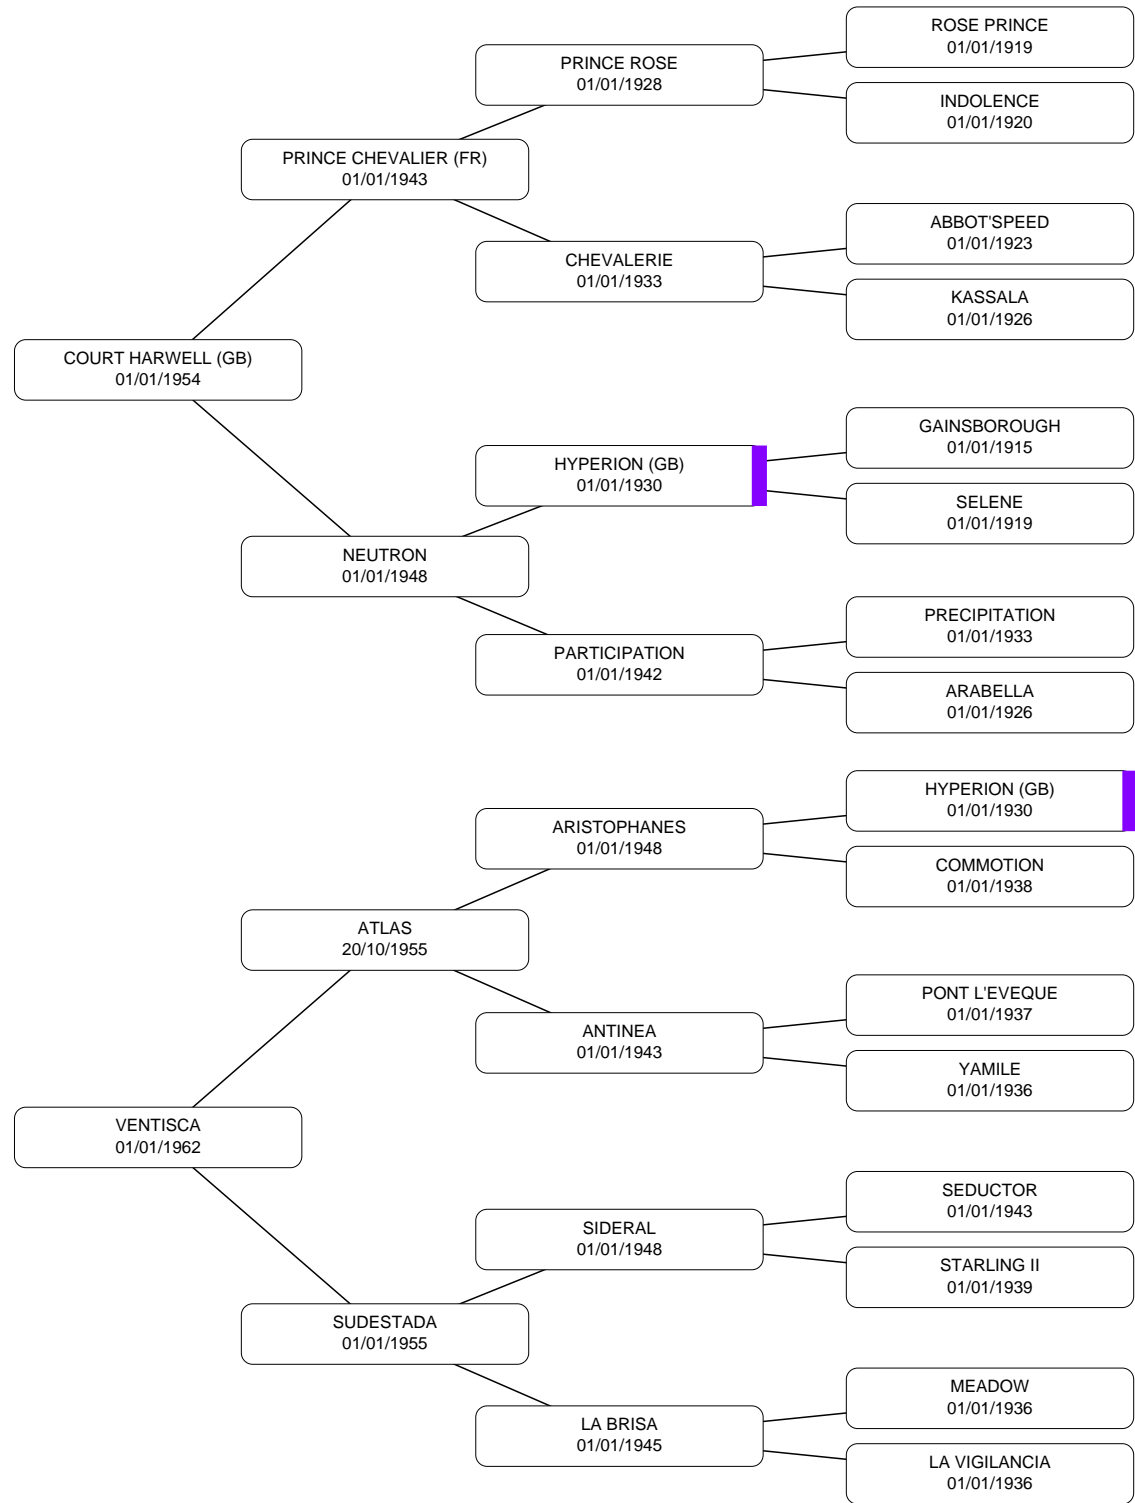 ROSE PRINCE
01/01/1919
PRINCE ROSE
01/01/1928
INDOLENCE
01/01/1920
PRINCE CHEVALIER (FR)
01/01/1943
ABBOT'SPEED
01/01/1923
CHEVALERIE
01/01/1933
KASSALA
01/01/1926
COURT HARWELL (GB)
01/01/1954
GAINSBOROUGH
01/01/1915
HYPERION (GB)
01/01/1930
SELENE
01/01/1919
NEUTRON
01/01/1948
PRECIPITATION
01/01/1933
PARTICIPATION
01/01/1942
ARABELLA
01/01/1926
HYPERION (GB)
01/01/1930
ARISTOPHANES
01/01/1948
COMMOTION
01/01/1938
ATLAS
20/10/1955
PONT L'EVEQUE
01/01/1937
ANTINEA
01/01/1943
YAMILE
01/01/1936
VENTISCA
01/01/1962
SEDUCTOR
01/01/1943
SIDERAL
01/01/1948
STARLING II
01/01/1939
SUDESTADA
01/01/1955
MEADOW
01/01/1936
LA BRISA
01/01/1945
LA VIGILANCIA
01/01/1936